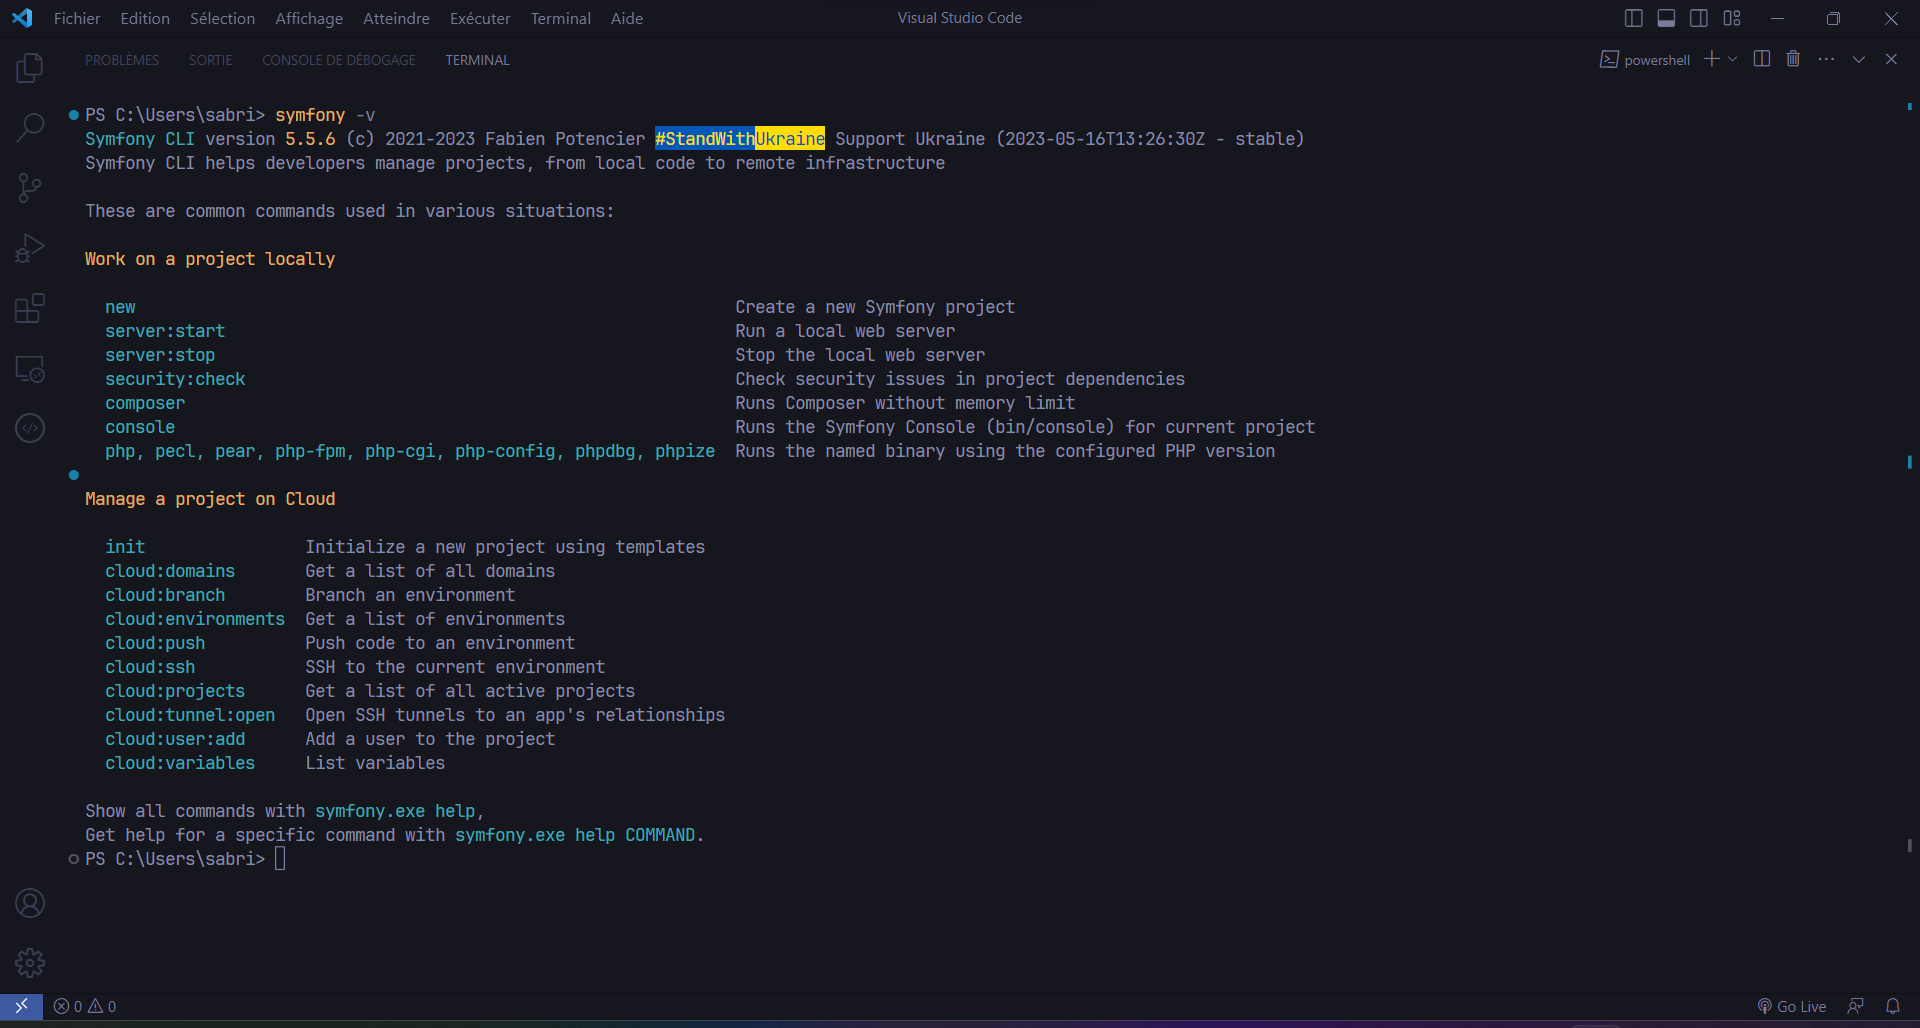 Fichier Edition Sélection Affichage Atteindre Exécuter Terminal Aide Visual Studio Code
PROBLÈMES SORTIE CONSOLE DE DÉBOGAGE TERMINAL powershell
PS C:\Users\sabri> symfony -v
Symfony CLI version 5.5.6 (c) 2021-2023 Fabien Potencier #StandWithUkraine Support Ukraine (2023-05-16T13:26:30Z - stable)
Symfony CLI helps developers manage projects, from local code to remote infrastructure
These are common commands used in various situations:
Work on a project locally
new Create a new Symfony project
server:start Run a local web server
server:stop Stop the local web server
security:check Check security issues in project dependencies
composer Runs Composer without memory limit
console Runs the Symfony Console (bin/console) for current project
php, pecl, pear, php-fpm, php-cgi, php-config, phpdbg, phpize Runs the named binary using the configured PHP version
Manage a project on Cloud
init Initialize a new project using templates
cloud:domains Get a list of all domains
cloud:branch Branch an environment
cloud:environments Get a list of environments
cloud:push Push code to an environment
cloud:ssh SSH to the current environment
cloud:projects Get a list of all active projects
cloud:tunnel:open Open SSH tunnels to an app's relationships
cloud:user:add Add a user to the project
cloud:variables List variables
Show all commands with symfony.exe help,
Get help for a specific command with symfony.exe help COMMAND.
PS C:\Users\sabri>
0 0 Go Live